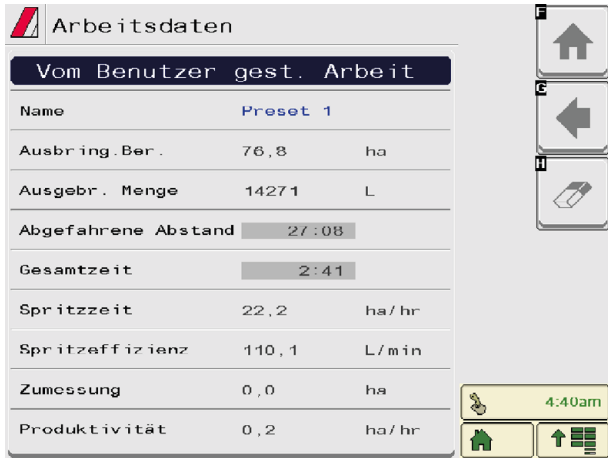 Arbeitsdaten
Vom Benutzer gest. Arbeit
Name Preset 1
Ausbring.Ber. 76,8 ha
Ausgebr. Menge 14271 L
Abgefahrene Abstand 27:08
Gesamtzeit 2:41
Spritzzeit 22,2 ha/hr
Spritzeffizienz 110,1 L/min
Zumessung 0,0 ha
Produktivität 0,2 ha/hr
F
G
H
4:40am